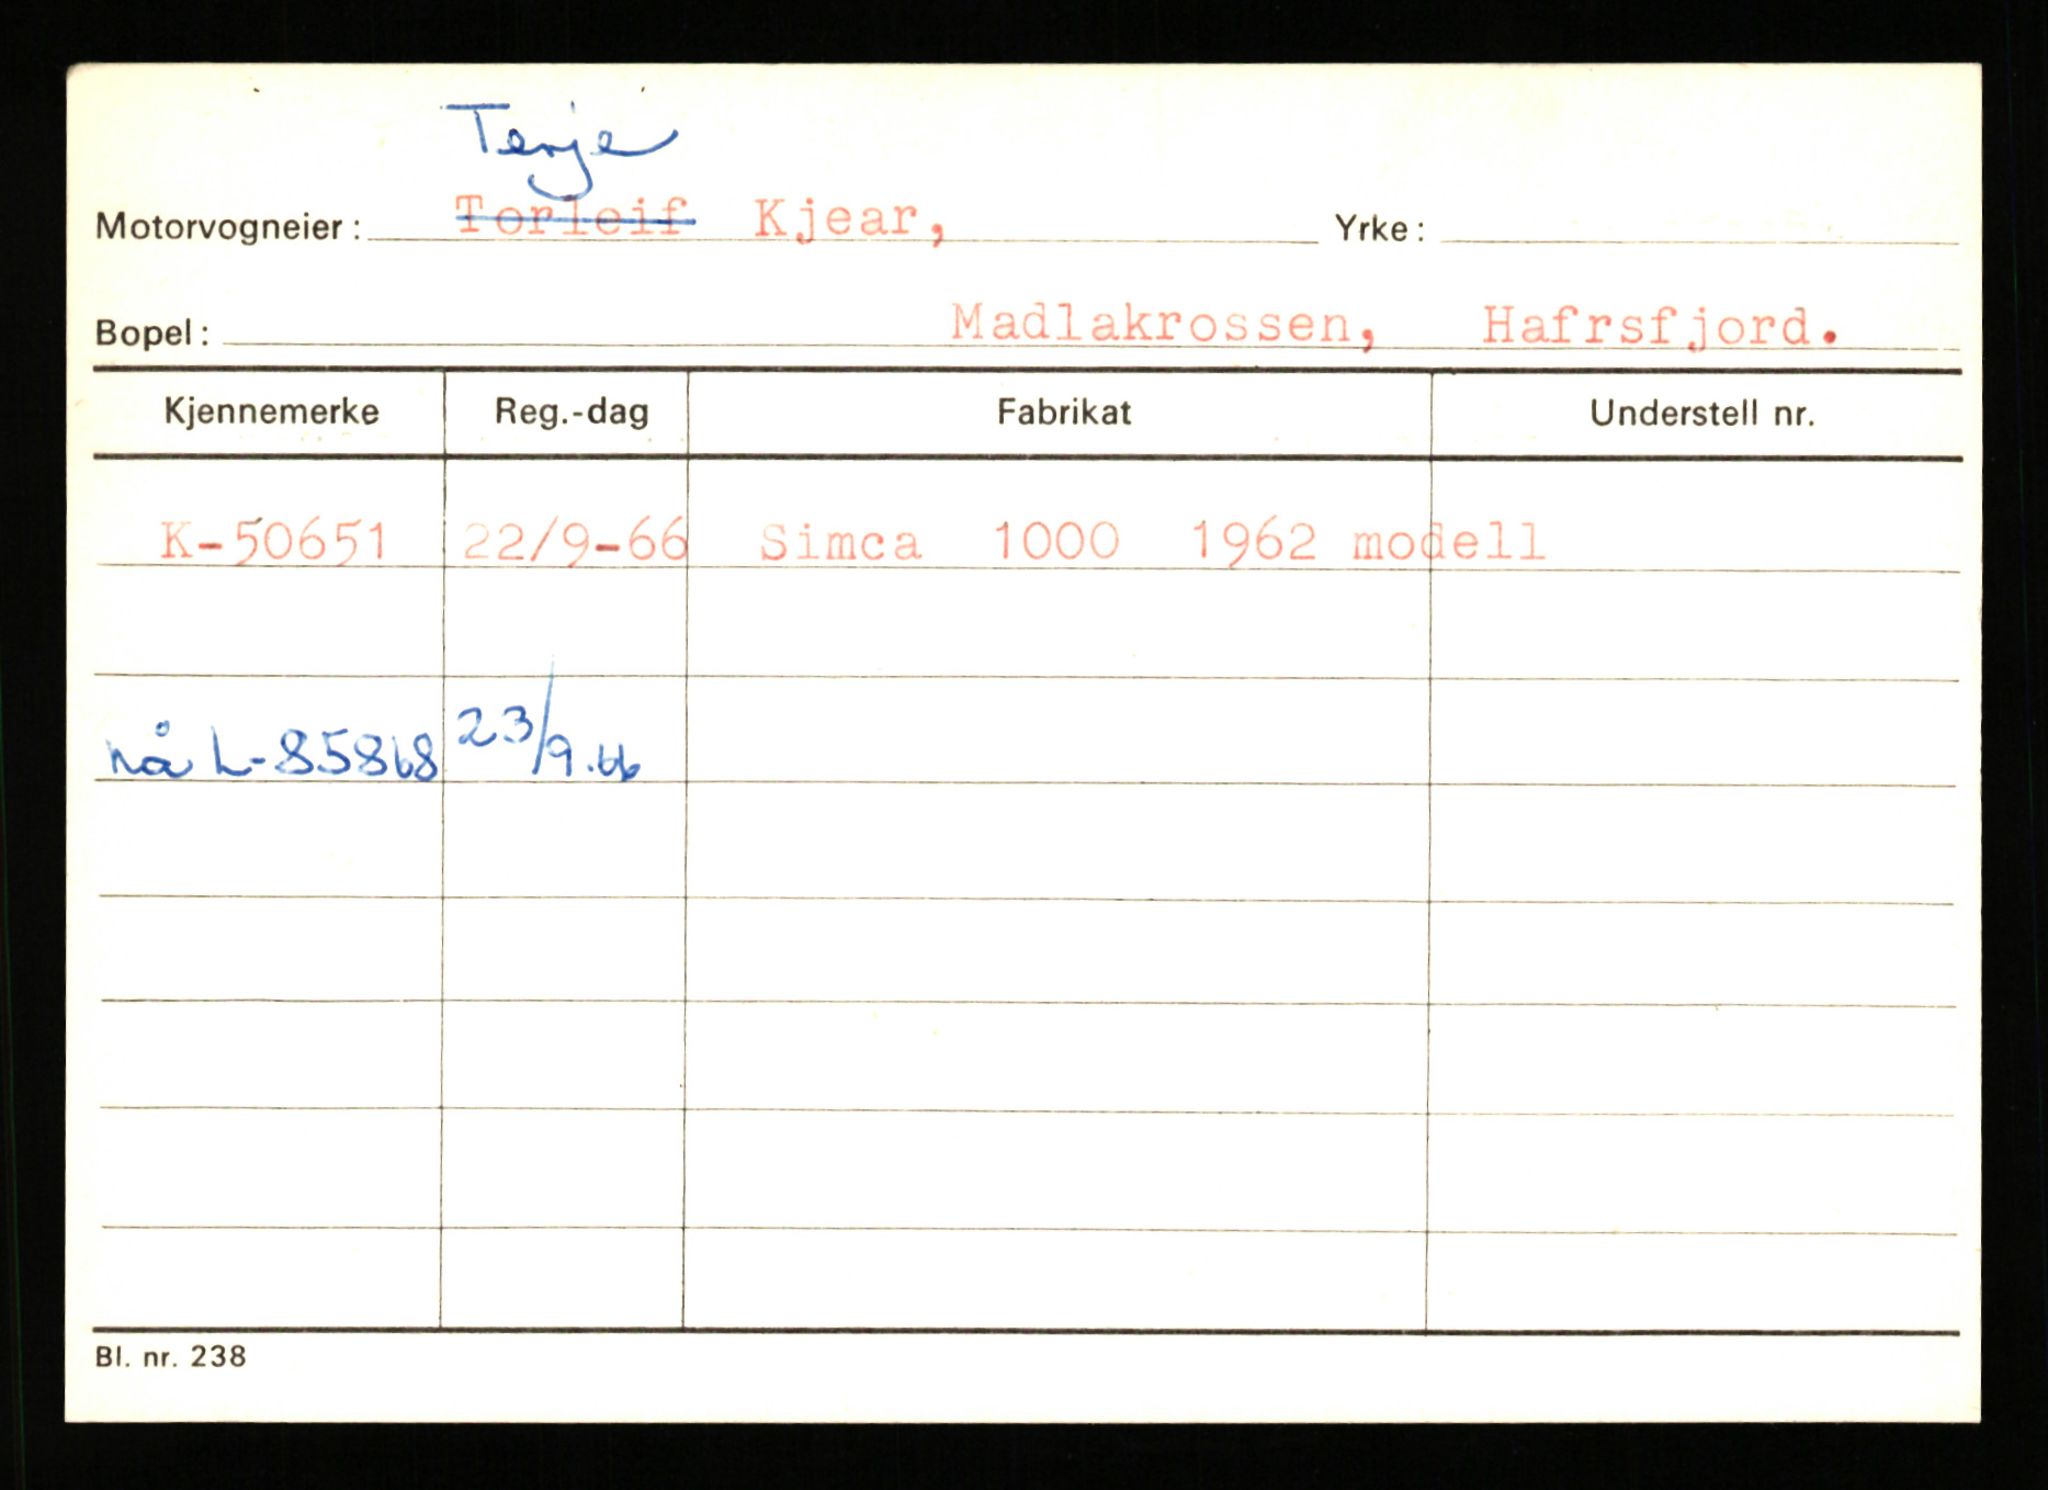 Terje
Motorvogneier: Torleif Kjear, Yrke:
Bopel: Madlakrossen, Hafrsfjord.
Kjennemerke Reg.-dag Fabrikat Understell nr.
K-50651 22/9-66 Simca 1000 1962 modell
nå L-85868 23/9.66
Bl. nr. 238